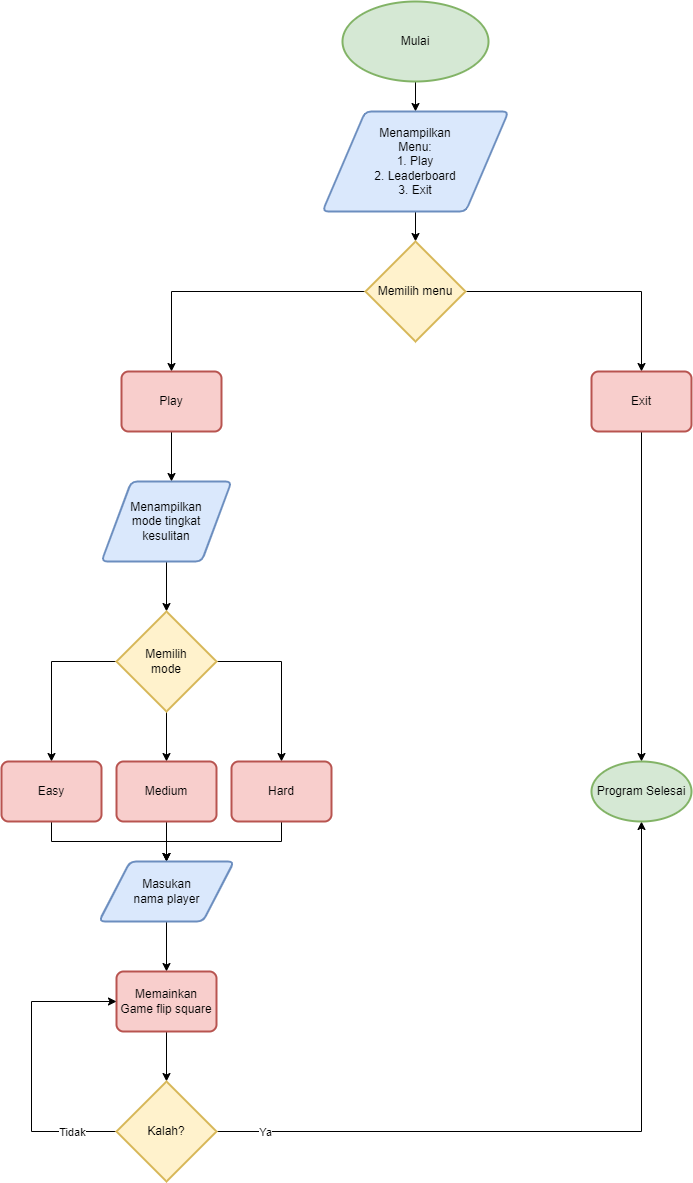 Mulai
Menampilkan
Menu:
1. Play
2. Leaderboard
3. Exit
Memilih menu
Play
Exit
Menampilkan
mode tingkat
kesulitan
Memilih
mode
Easy
Medium
Hard
Program Selesai
Masukan
nama player
Memainkan
Game flip square
Kalah?
Tidak
Ya